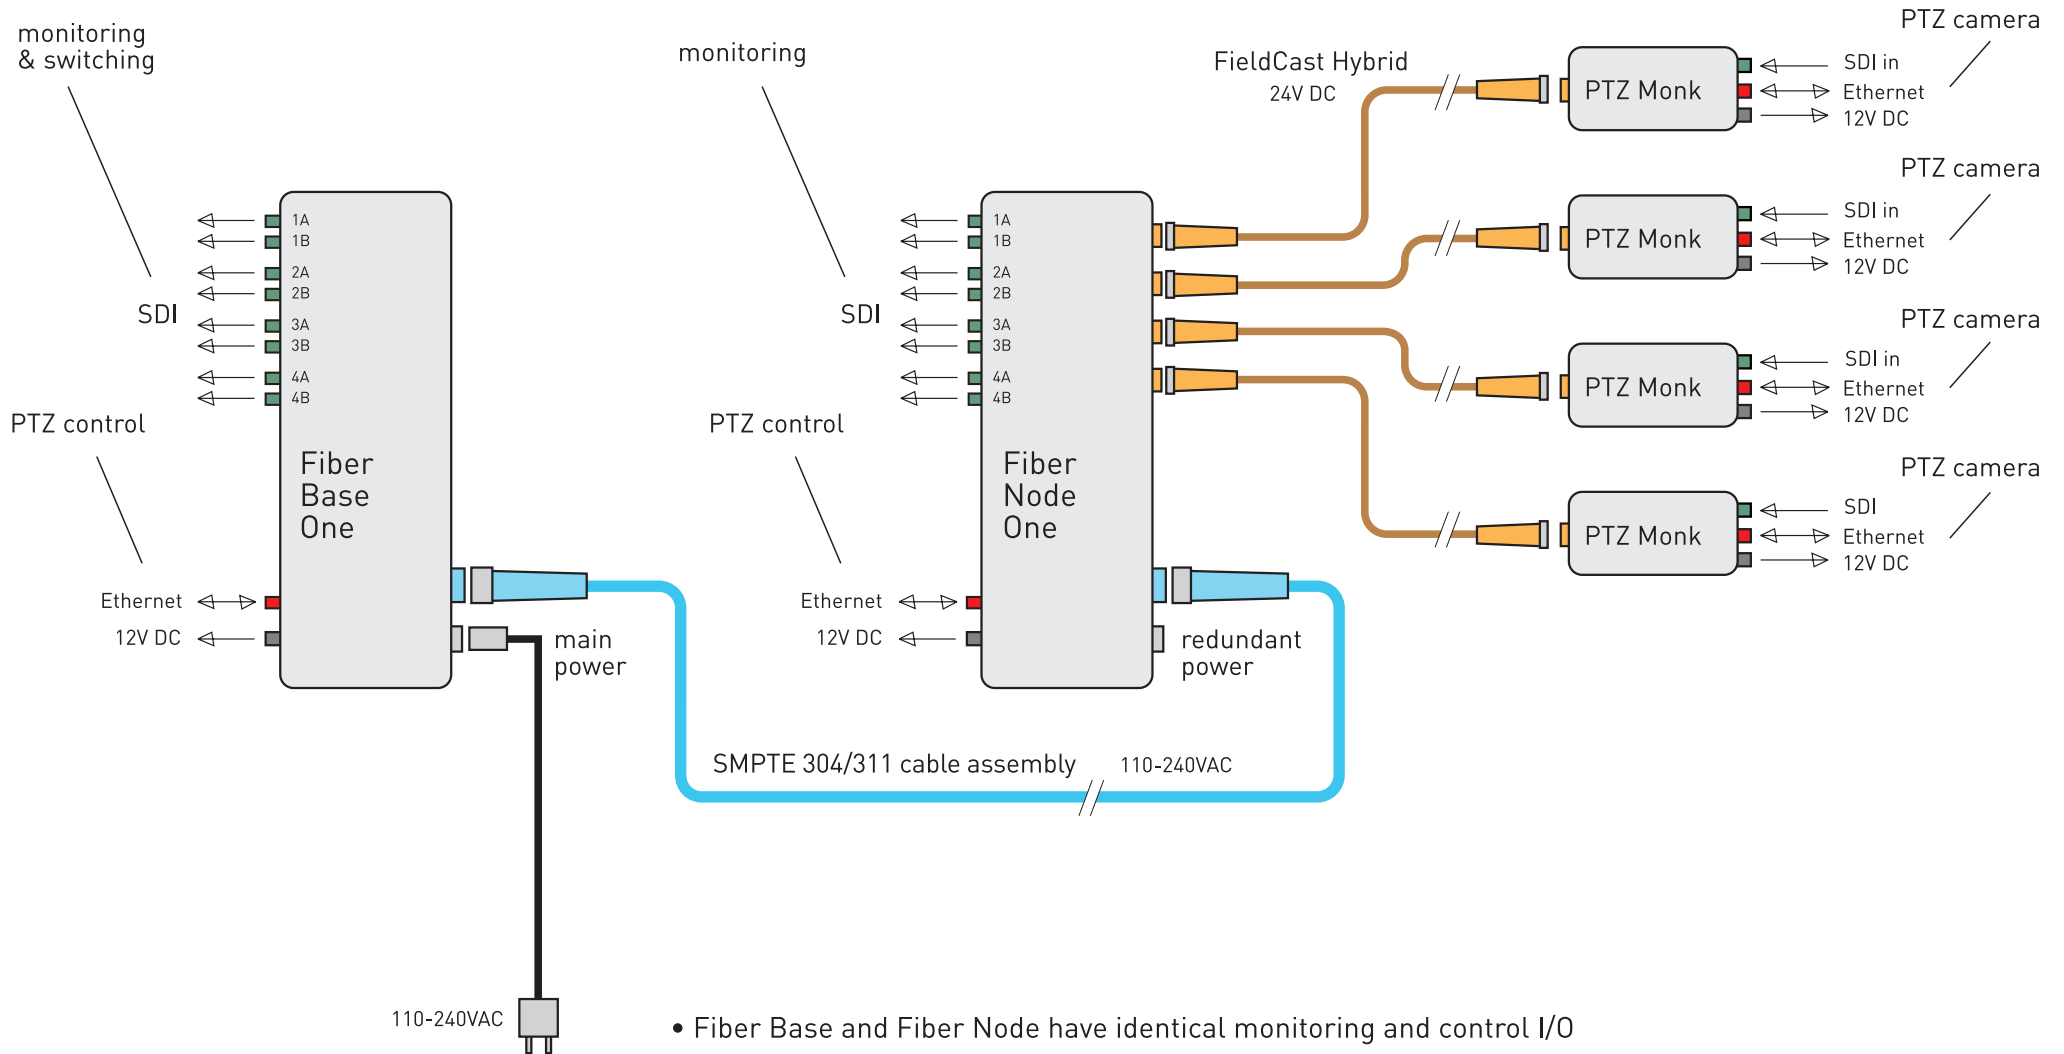 monitoring
& switching
1A
1B
2A
2B
SDI
3A
3B
4A
4B
PTZ control
Fiber
Base
One
Ethernet
12V DC
main
power
110-240VAC
monitoring
1A
1B
2A
2B
SDI
3A
3B
4A
4B
PTZ control
Fiber
Node
One
Ethernet
12V DC
redundant
power
SMPTE 304/311 cable assembly 110-240VAC
FieldCast Hybrid
24V DC
PTZ camera
PTZ Monk
SDI in
Ethernet
12V DC
PTZ camera
PTZ Monk
SDI in
Ethernet
12V DC
PTZ camera
PTZ Monk
SDI in
Ethernet
12V DC
PTZ camera
PTZ Monk
SDI
Ethernet
12V DC
• Fiber Base and Fiber Node have identical monitoring and control I/O